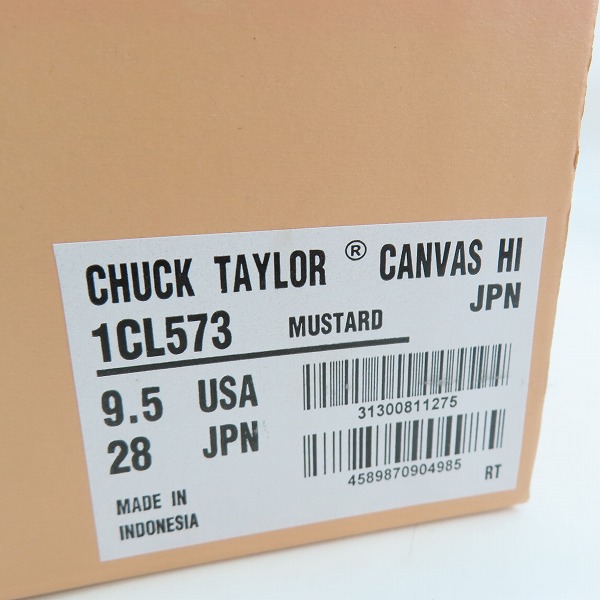 CHUCK TAYLOR ® CANVAS HI
JPN
1CL573 MUSTARD
9.5 USA
28 JPN
31300811275
4589870904985
RT
MADE IN
INDONESIA